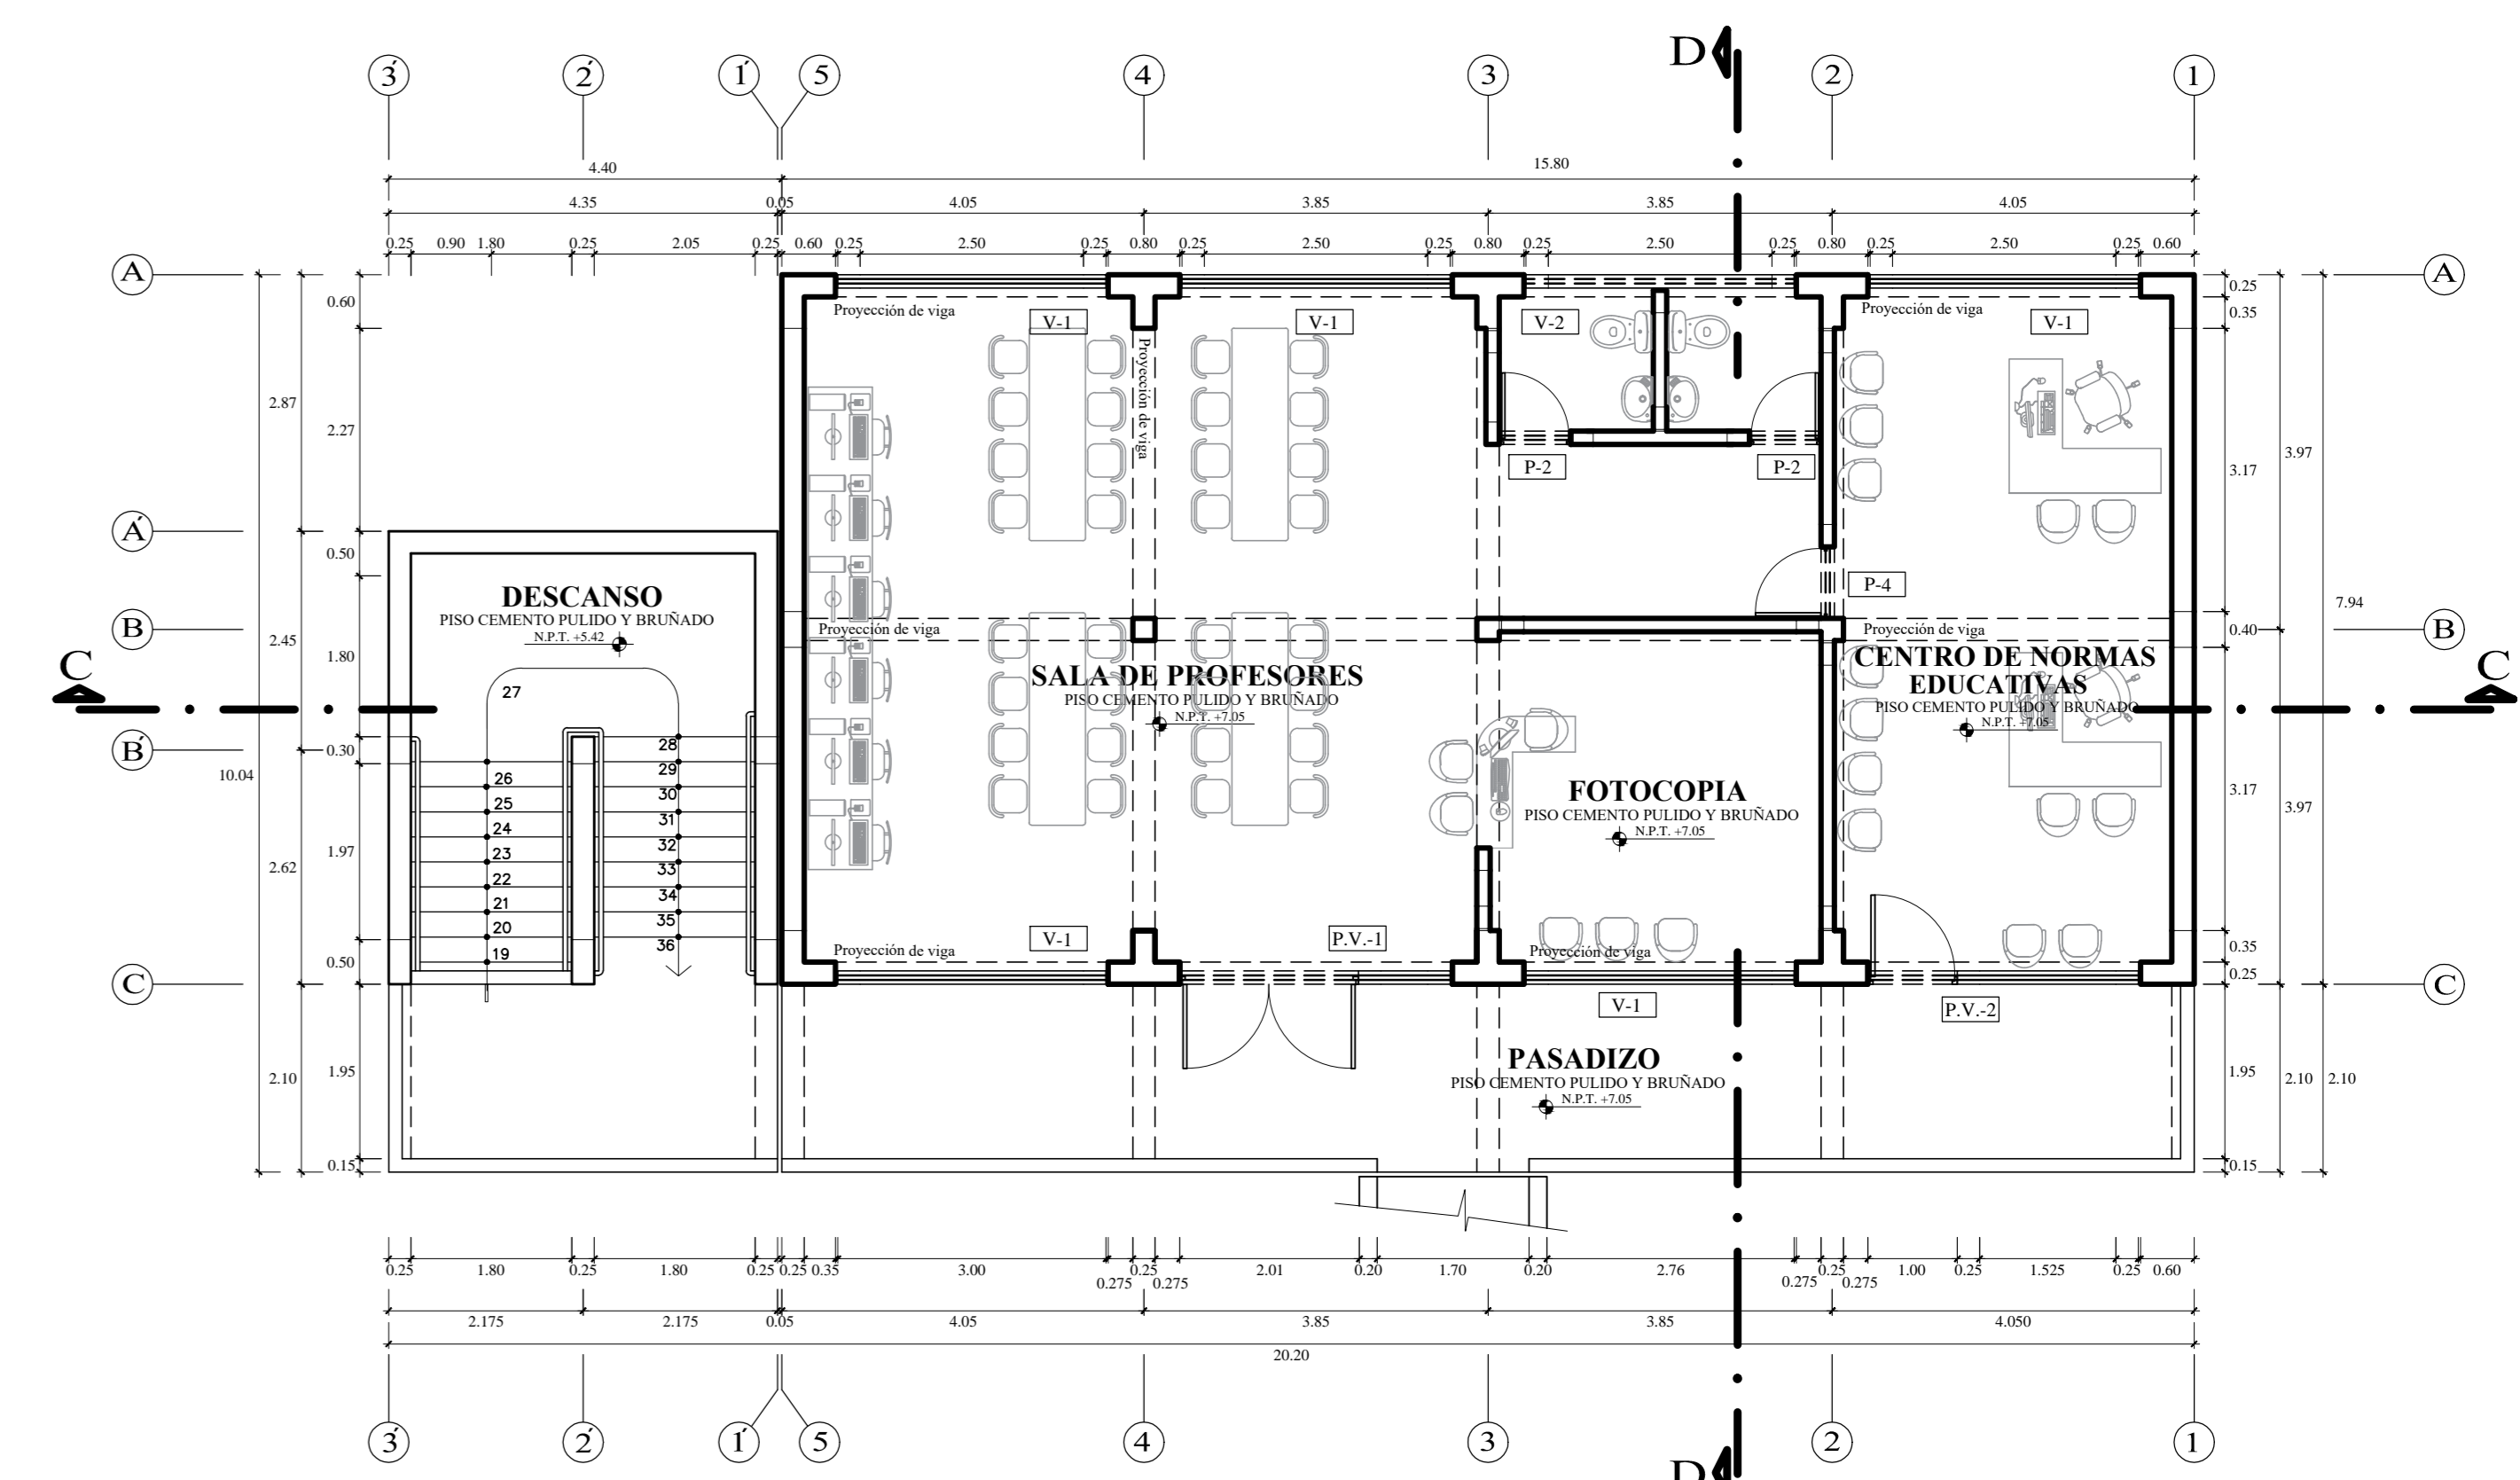 D
3́ 2́ 1́ 5 4 3 2 1
4.40 15.80
4.35 0.05 4.05 3.85 3.85 4.05
0.25 0.90 1.80 0.25 2.05 0.25 0.60 0.25 2.50 0.25 0.80 0.25 2.50 0.25 0.80 0.25 2.50 0.25 0.80 0.25 2.50 0.25 0.60
A A
0.60 0.25
0.35
Proyección de viga Proyección de viga
V-1 V-1 V-2 V-1
Proyección de viga
2.87 2.27
3.17 3.97
P-2 P-2
Á
0.50
P-4
DESCANSO
PISO CEMENTO PULIDO Y BRUÑADO
N.P.T. +5.42
7.94
B B
Proyección de viga Proyección de viga
0.40
2.45 1.80
C C
SALA DE PROFESORES
PISO CEMENTO PULIDO Y BRUÑADO
N.P.T. +7.05
CENTRO DE NORMAS
EDUCATIVAS
PISO CEMENTO PULIDO Y BRUÑADO
N.P.T. +7.05
27
B́
0.30
10.04
28
29
26
30
25
31
24
32
23
33
22
34
21
35
20
36
19
FOTOCOPIA
PISO CEMENTO PULIDO Y BRUÑADO
N.P.T. +7.05
3.17 3.97
2.62 1.97
V-1 P.V.-1
Proyección de viga Proyección de viga
0.50 0.35
0.25
C C
V-1 P.V.-2
PASADIZO
PISO CEMENTO PULIDO Y BRUÑADO
N.P.T. +7.05
2.10 1.95 1.95 2.10 2.10
0.15 0.15
0.25 1.80 0.25 1.80 0.25 0.25 0.35 3.00 0.275 0.25 0.275 2.01 0.20 1.70 0.20 2.76 0.275 0.25 0.275 1.00 0.25 1.525 0.25 0.60
2.175 2.175 0.05 4.05 3.85 3.85 4.050
20.20
3́ 2́ 1́ 5 4 3 2 1
D